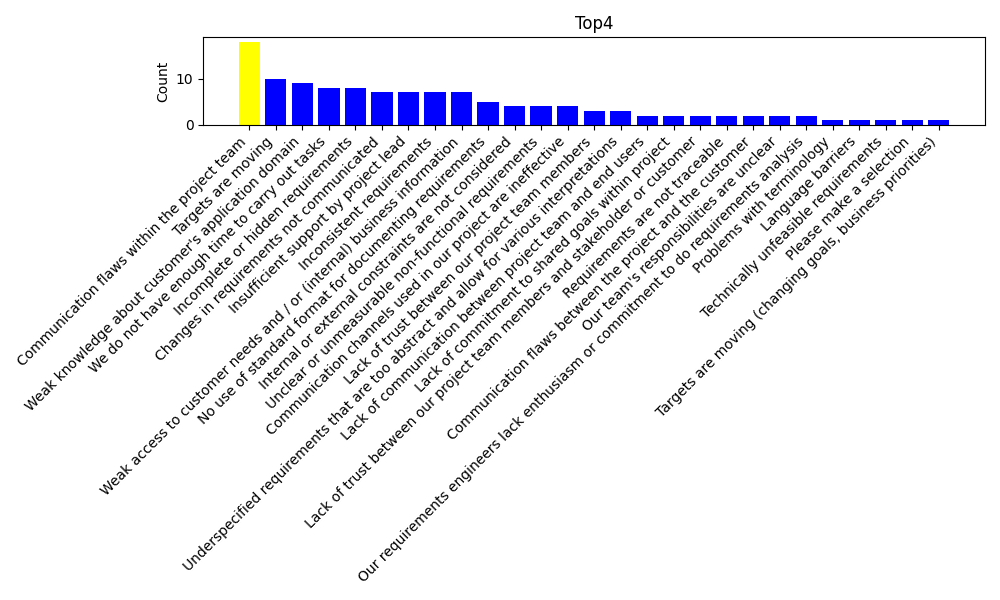 Top4
Count
10
0
Communication flaws within the project team
Targets are moving
Weak knowledge about customer's application domain
We do not have enough time to carry out tasks
Incomplete or hidden requirements
Changes in requirements not communicated
Insufficient support by project lead
Inconsistent requirements
Weak access to customer needs and / or (internal) business information
No use of standard format for documenting requirements
Internal or external constraints are not considered
Unclear or unmeasurable non-functional requirements
Communication channels used in our project are ineffective
Lack of trust between our project team members
Underspecified requirements that are too abstract and allow for various interpretations
Lack of communication between project team and end users
Lack of commitment to shared goals within project
Lack of trust between our project team members and stakeholder or customer
Requirements are not traceable
Communication flaws between the project and the customer
Our team's responsibilities are unclear
Our requirements engineers lack enthusiasm or commitment to do requirements analysis
Problems with terminology
Language barriers
Technically unfeasible requirements
Please make a selection
Targets are moving (changing goals, business priorities)